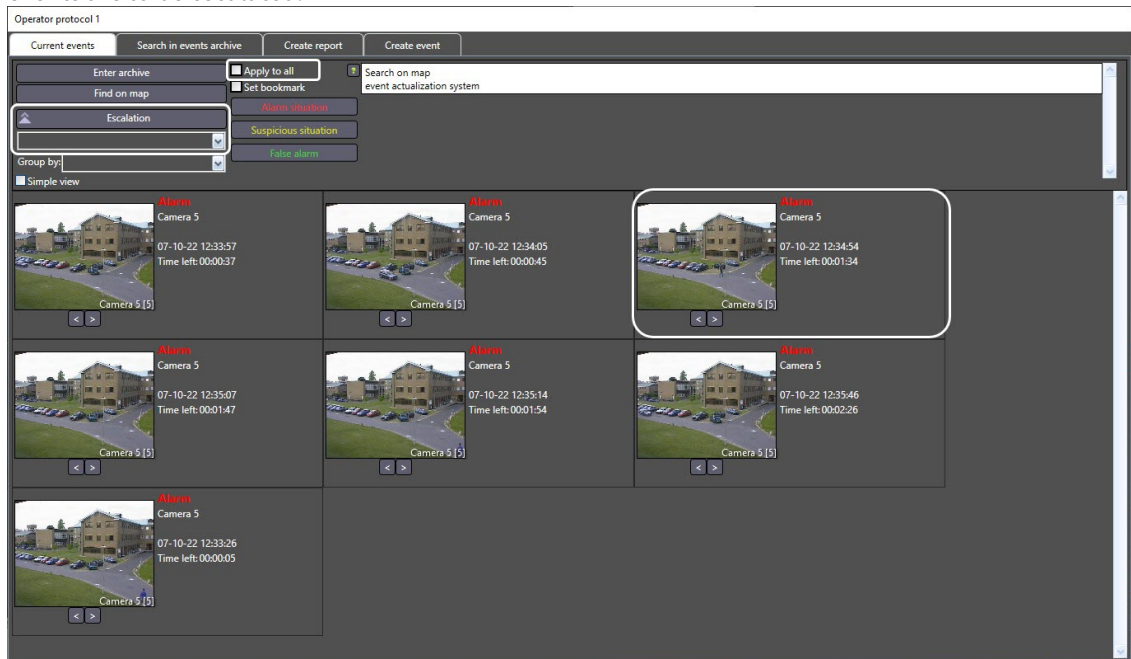 Operator protocol 1
Current events
Search in events archive
Create report
Create event
Enter archive
Apply to all
?
Search on map
Find on map
Set bookmark
event actualization system
Alarm situation
Escalation
Suspicious situation
False alarm
Group by:
Simple view
Alarm
Camera 5
07-10-22 12:33:57
Time left: 00:00:37
Camera 5 [5]
< >
Alarm
Camera 5
07-10-22 12:34:05
Time left: 00:00:45
Camera 5 [5]
< >
Alarm
Camera 5
07-10-22 12:34:54
Time left: 00:01:34
Camera 5 [5]
< >
Alarm
Camera 5
07-10-22 12:35:07
Time left: 00:01:47
Camera 5 [5]
< >
Alarm
Camera 5
07-10-22 12:35:14
Time left: 00:01:54
Camera 5 [5]
< >
Alarm
Camera 5
07-10-22 12:35:46
Time left: 00:02:26
Camera 5 [5]
< >
Alarm
Camera 5
07-10-22 12:33:26
Time left: 00:00:05
Camera 5 [5]
< >